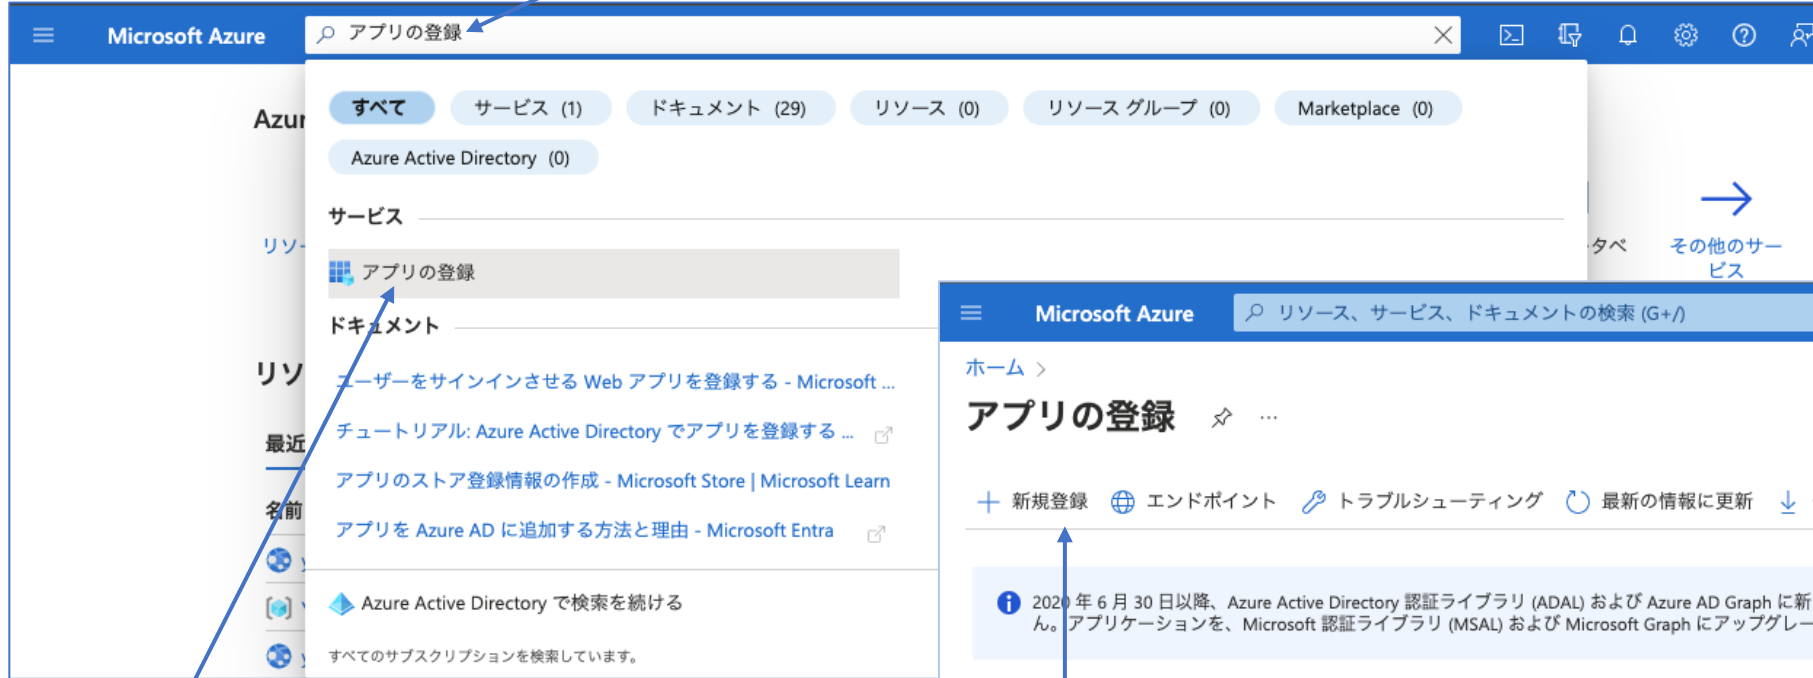 Microsoft Azure
アプリの登録
すべて
サービス (1)
ドキュメント (29)
リソース (0)
リソース グループ (0)
Marketplace (0)
Azure Active Directory (0)
Azur
サービス
リソ
タベ
その他のサー
ビス
アプリの登録
ドキュメント
リソ
ユーザーをサインインさせる Web アプリを登録する - Microsoft ...
チュートリアル: Azure Active Directory でアプリを登録する ...
最近
アプリのストア登録情報の作成 - Microsoft Store | Microsoft Learn
名前
アプリを Azure AD に追加する方法と理由 - Microsoft Entra
Azure Active Directory で検索を続ける
すべてのサブスクリプションを検索しています。
Microsoft Azure
リソース、サービス、ドキュメントの検索 (G+/)
ホーム >
アプリの登録
新規登録
エンドポイント
トラブルシューティング
最新の情報に更新
2020 年 6 月 30 日以降、Azure Active Directory 認証ライブラリ (ADAL) および Azure AD Graph に新
ん。アプリケーションを、Microsoft 認証ライブラリ (MSAL) および Microsoft Graph にアップグレー